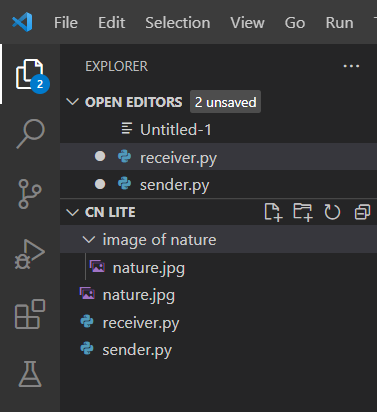 File Edit Selection View Go Run
EXPLORER
OPEN EDITORS 2 unsaved
Untitled-1
receiver.py
sender.py
CN LITE
image of nature
nature.jpg
nature.jpg
receiver.py
sender.py
2